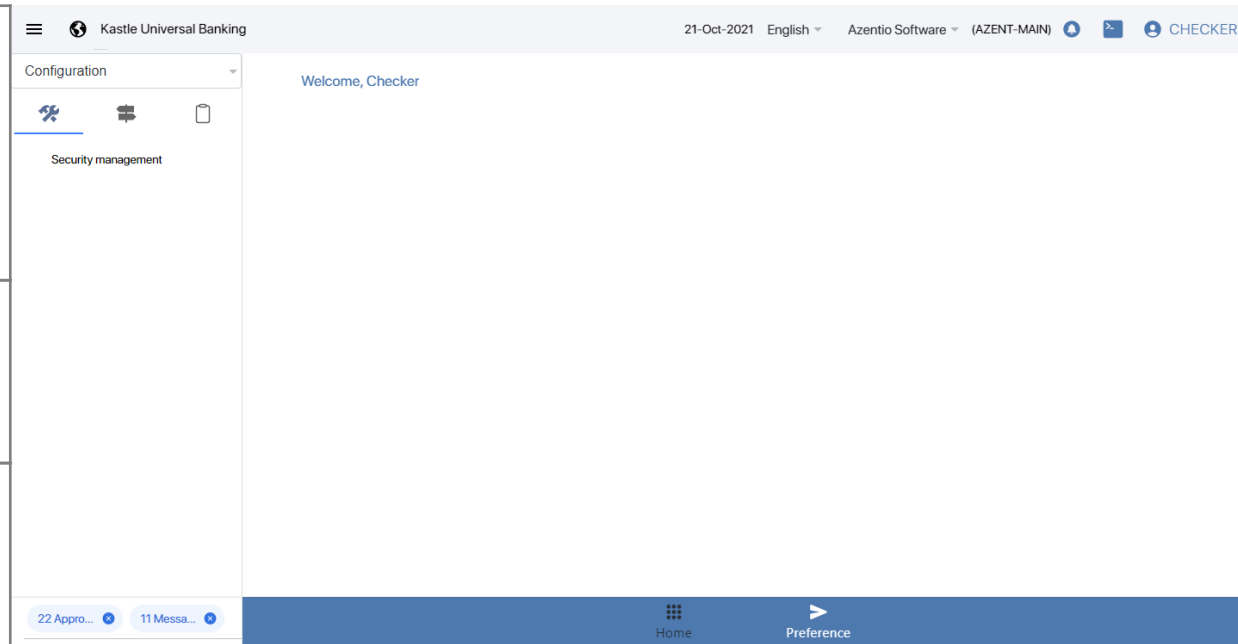 Kastle Universal Banking
21-Oct-2021 English Azentio Software (AZENT-MAIN) CHECKER
Configuration
Welcome, Checker
Security management
22 Appro... 11 Messa...
Home Preference